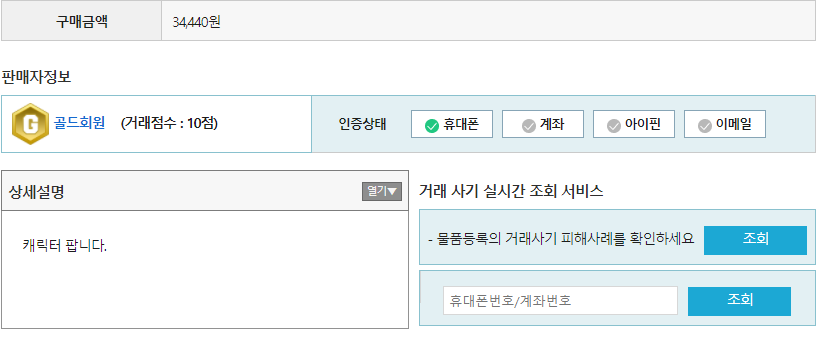 구매금액 34,440원
판매자정보
G 골드회원 (거래점수 : 10점) 인증상태 휴대폰 계좌 아이핀 이메일
상세설명 열기▼
캐릭터 팝니다.
거래 사기 실시간 조회 서비스
- 물품등록의 거래사기 피해사례를 확인하세요 조회
휴대폰번호/계좌번호 조회